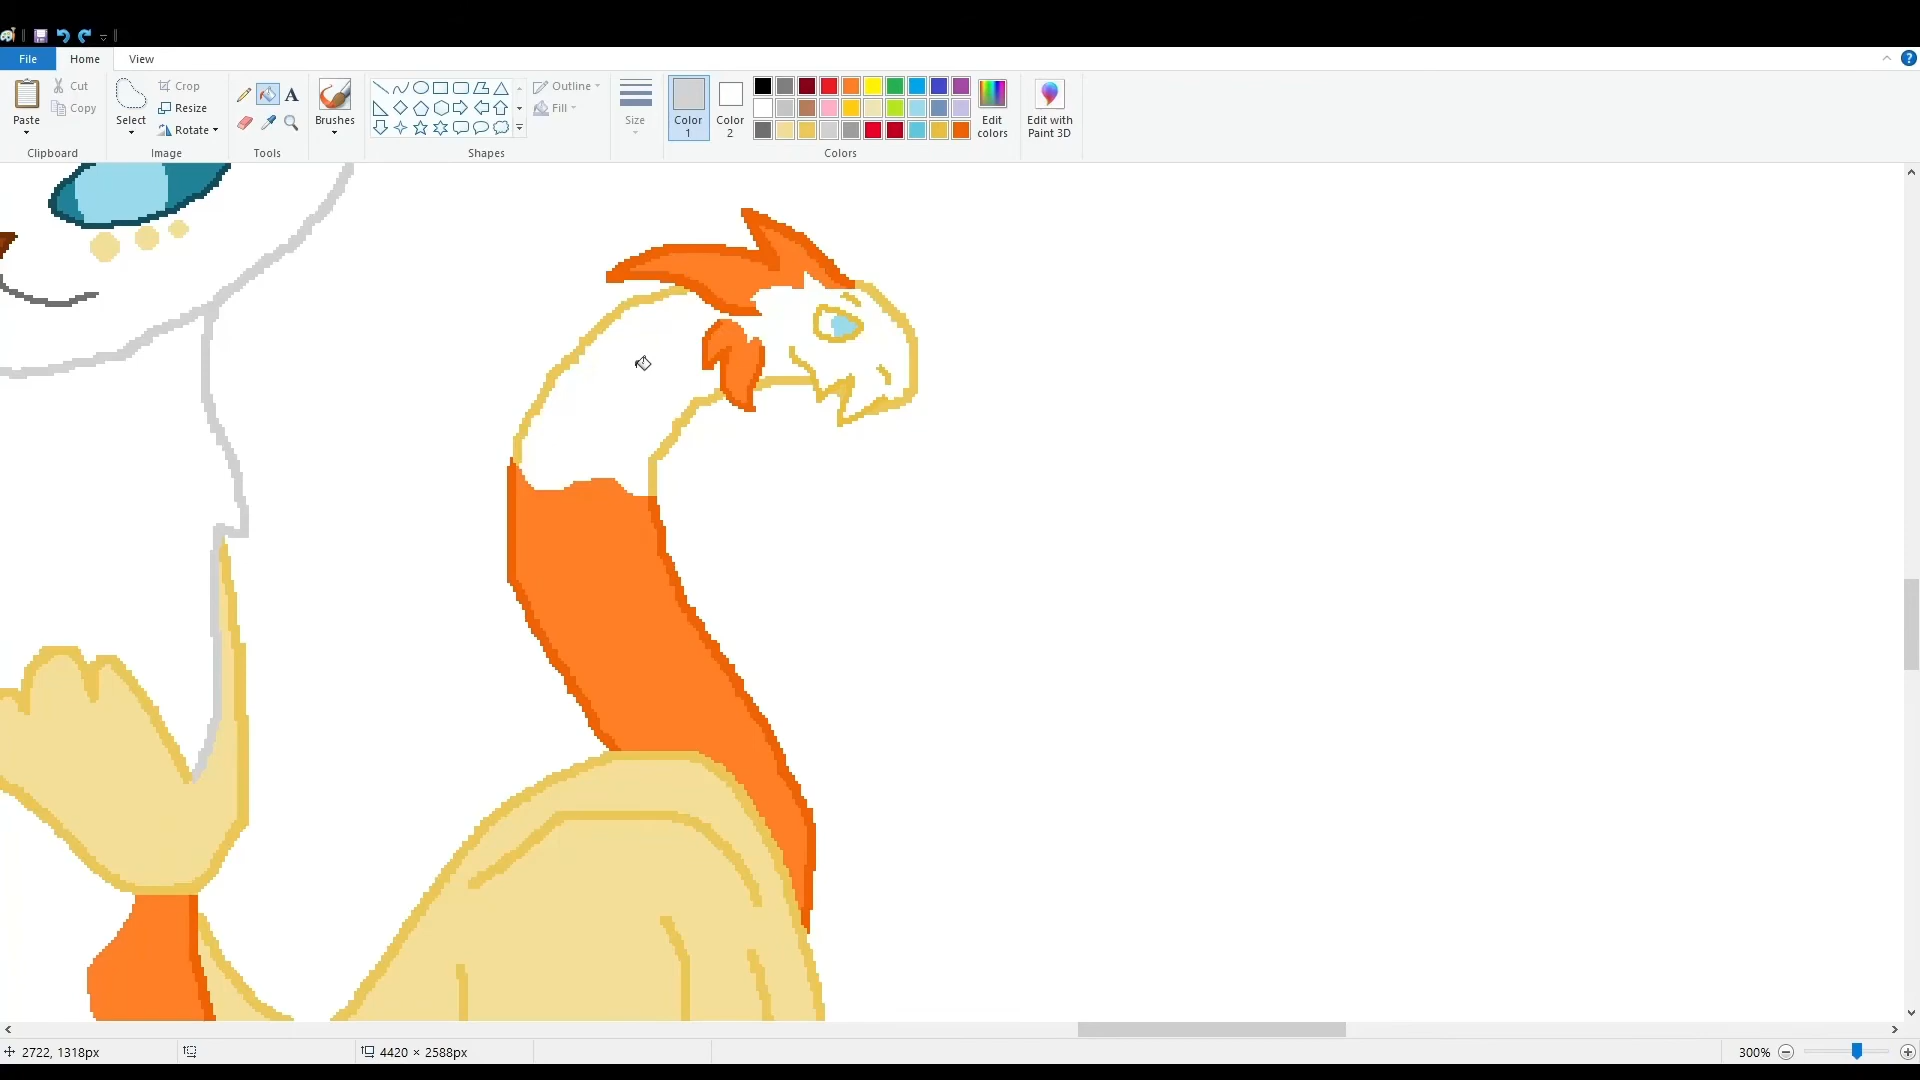 File Home View
Paste
Cut
Copy
Clipboard
Select
Crop
Resize
Rotate
Image
A
Tools
Brushes
Outline
Fill
Shapes
Size
Color 1
Color 2
Edit colors
Colors
Edit with Paint 3D
?
2722, 1318px
4420 × 2588px
300%